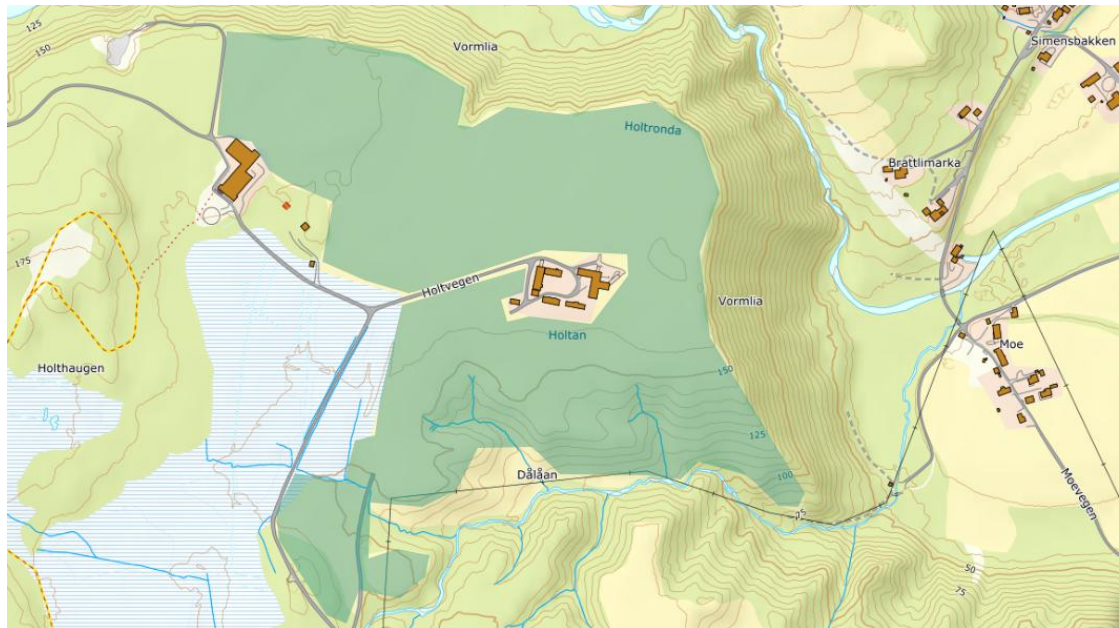 125
150
Vormlia
Simensbakken
Holtronda
Brattlimarka
175
Holtvegen
Vormlia
Holtan
Moe
Holthaugen
150
125
Dålåan
100
75
Moevegen
50
75